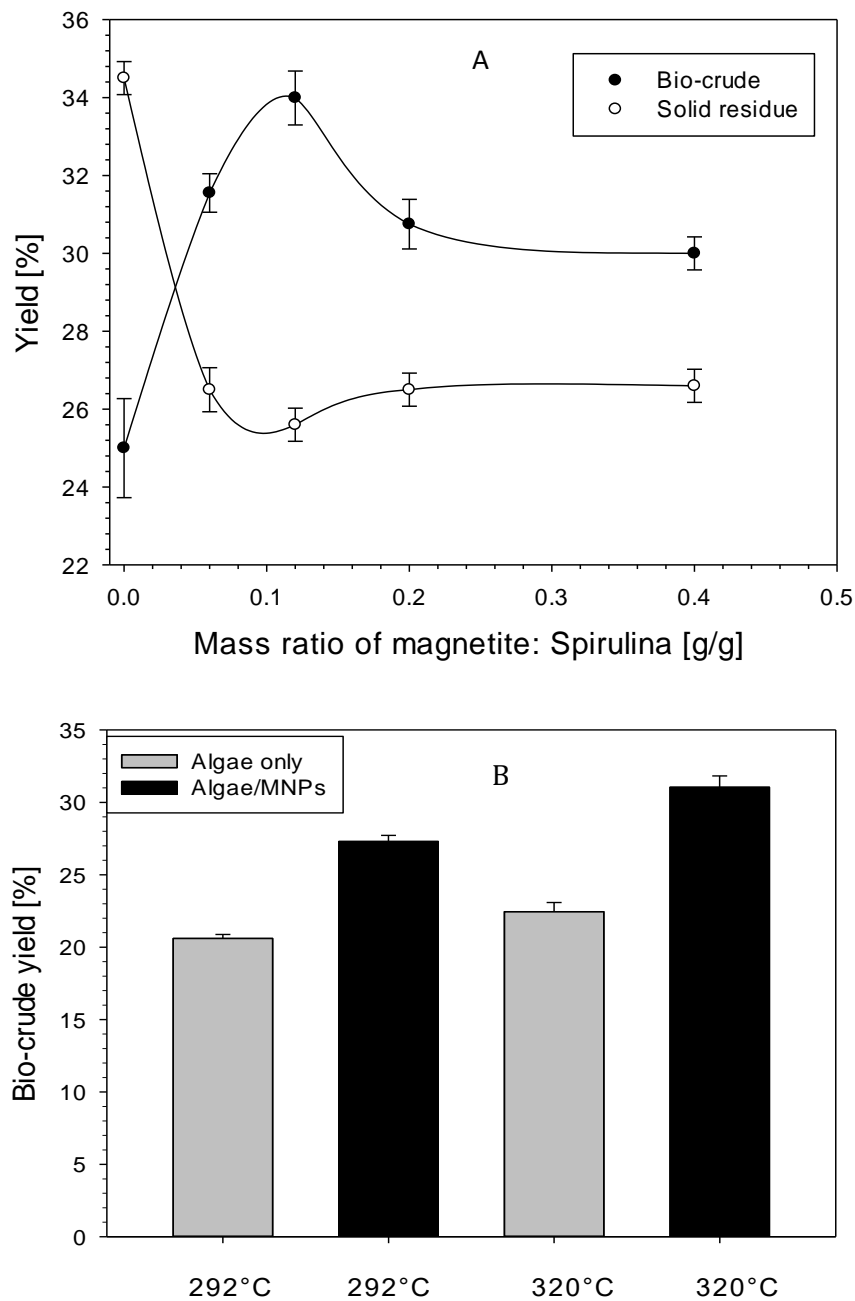 A
Bio-crude
Solid residue
36
34
32
30
28
26
24
22
Yield [%]
0.0 0.1 0.2 0.3 0.4 0.5
Mass ratio of magnetite: Spirulina [g/g]
B
Algae only
Algae/MNPs
35
30
25
20
15
10
5
0
Bio-crude yield [%]
292°C 292°C 320°C 320°C